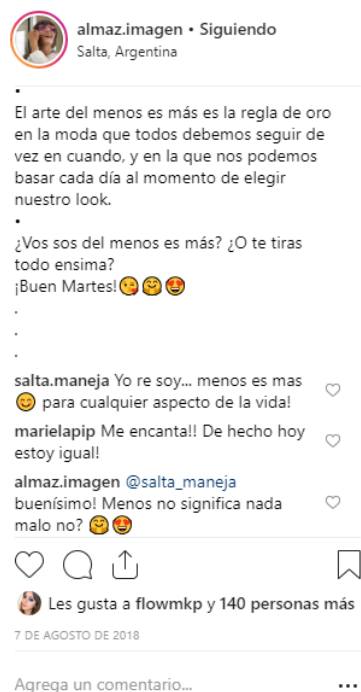 almaz.imagen • Siguiendo
Salta, Argentina
•
El arte del menos es más es la regla de oro
en la moda que todos debemos seguir de
vez en cuando, y en la que nos podemos
basar cada día al momento de elegir
nuestro look.
•
¿Vos sos del menos es más? ¿O te tiras
todo ensima?
¡Buen Martes!😘🤗😍
.
.
.
salta.maneja Yo re soy... menos es mas
😊 para cualquier aspecto de la vida!
marielapip Me encanta!! De hecho hoy
estoy igual!
almaz.imagen @salta_maneja
buenísimo! Menos no significa nada
malo no? 🤗😍
Les gusta a flowmkp y 140 personas más
7 DE AGOSTO DE 2018
Agrega un comentario...